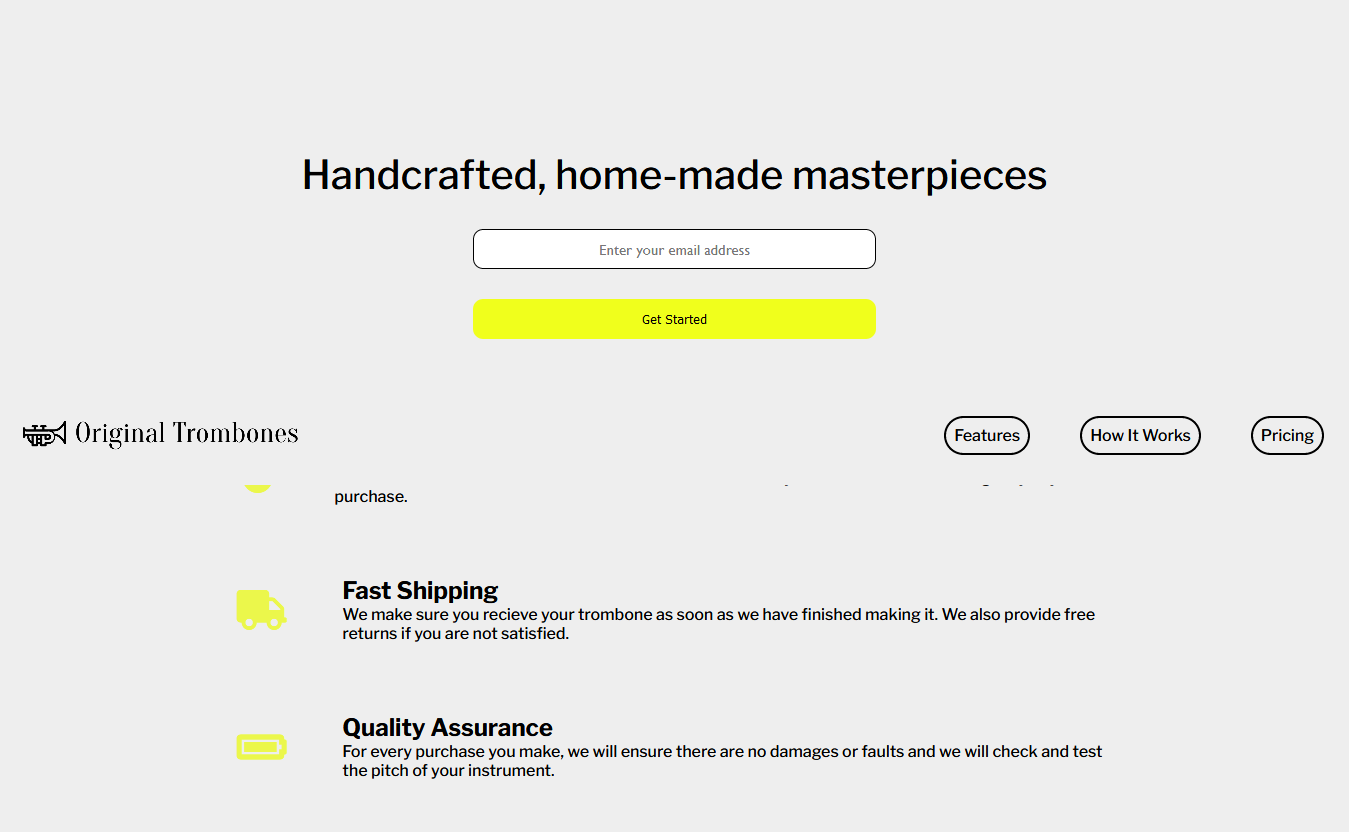 Handcrafted, home-made masterpieces
Enter your email address
Get Started
Original Trombones
Features
How It Works
Pricing
purchase.
Fast Shipping
We make sure you recieve your trombone as soon as we have finished making it. We also provide free
returns if you are not satisfied.
Quality Assurance
For every purchase you make, we will ensure there are no damages or faults and we will check and test
the pitch of your instrument.